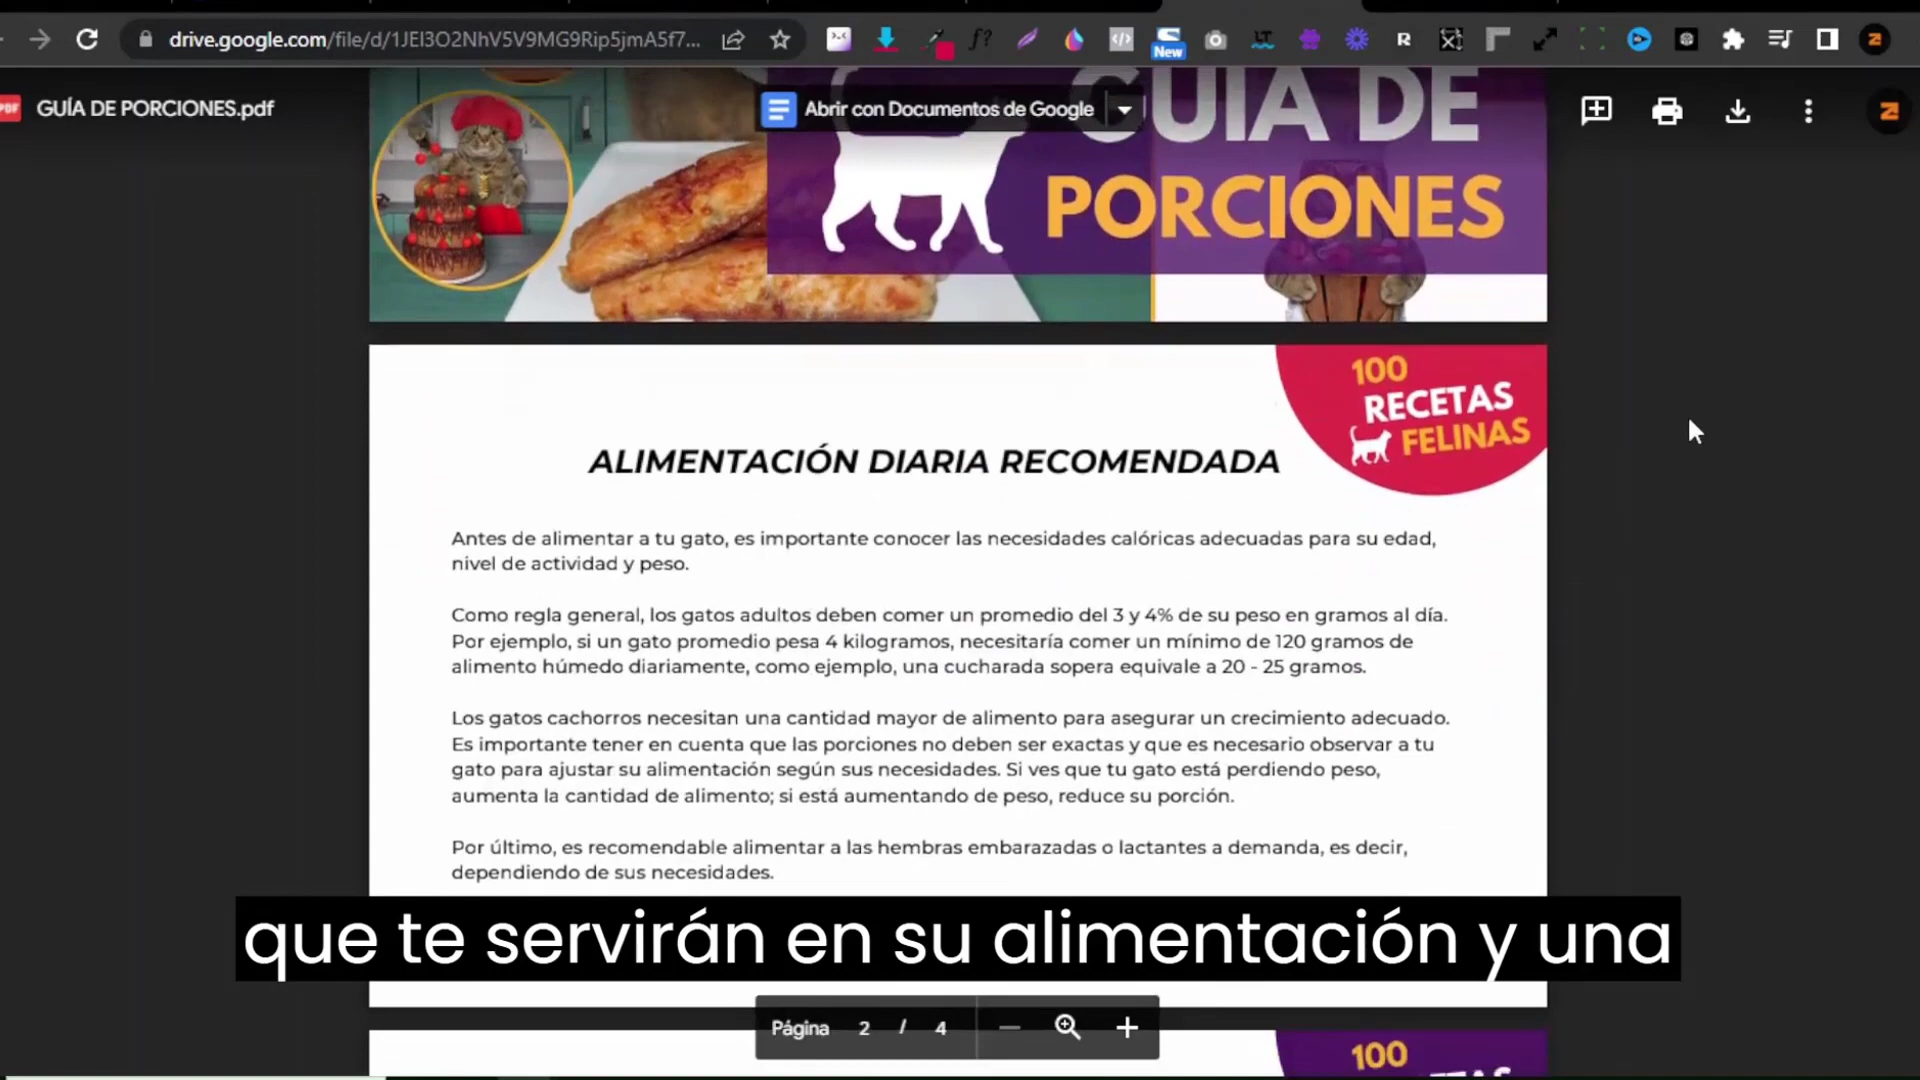 drive.google.com/file/d/1JEl3O2NhV5V9MG9Rip5jmA5f7...
New
PDF
GUÍA DE PORCIONES.pdf
Abrir con Documentos de Google
GUÍA DE
PORCIONES
100
RECETAS
FELINAS
ALIMENTACIÓN DIARIA RECOMENDADA
Antes de alimentar a tu gato, es importante conocer las necesidades calóricas adecuadas para su edad,
nivel de actividad y peso.
Como regla general, los gatos adultos deben comer un promedio del 3 y 4% de su peso en gramos al día.
Por ejemplo, si un gato promedio pesa 4 kilogramos, necesitaría comer un mínimo de 120 gramos de
alimento húmedo diariamente, como ejemplo, una cucharada sopera equivale a 20 - 25 gramos.
Los gatos cachorros necesitan una cantidad mayor de alimento para asegurar un crecimiento adecuado.
Es importante tener en cuenta que las porciones no deben ser exactas y que es necesario observar a tu
gato para ajustar su alimentación según sus necesidades. Si ves que tu gato está perdiendo peso,
aumenta la cantidad de alimento; si está aumentando de peso, reduce su porción.
Por último, es recomendable alimentar a las hembras embarazadas o lactantes a demanda, es decir,
dependiendo de sus necesidades.
que te servirán en su alimentación y una
Página 2 / 4
100